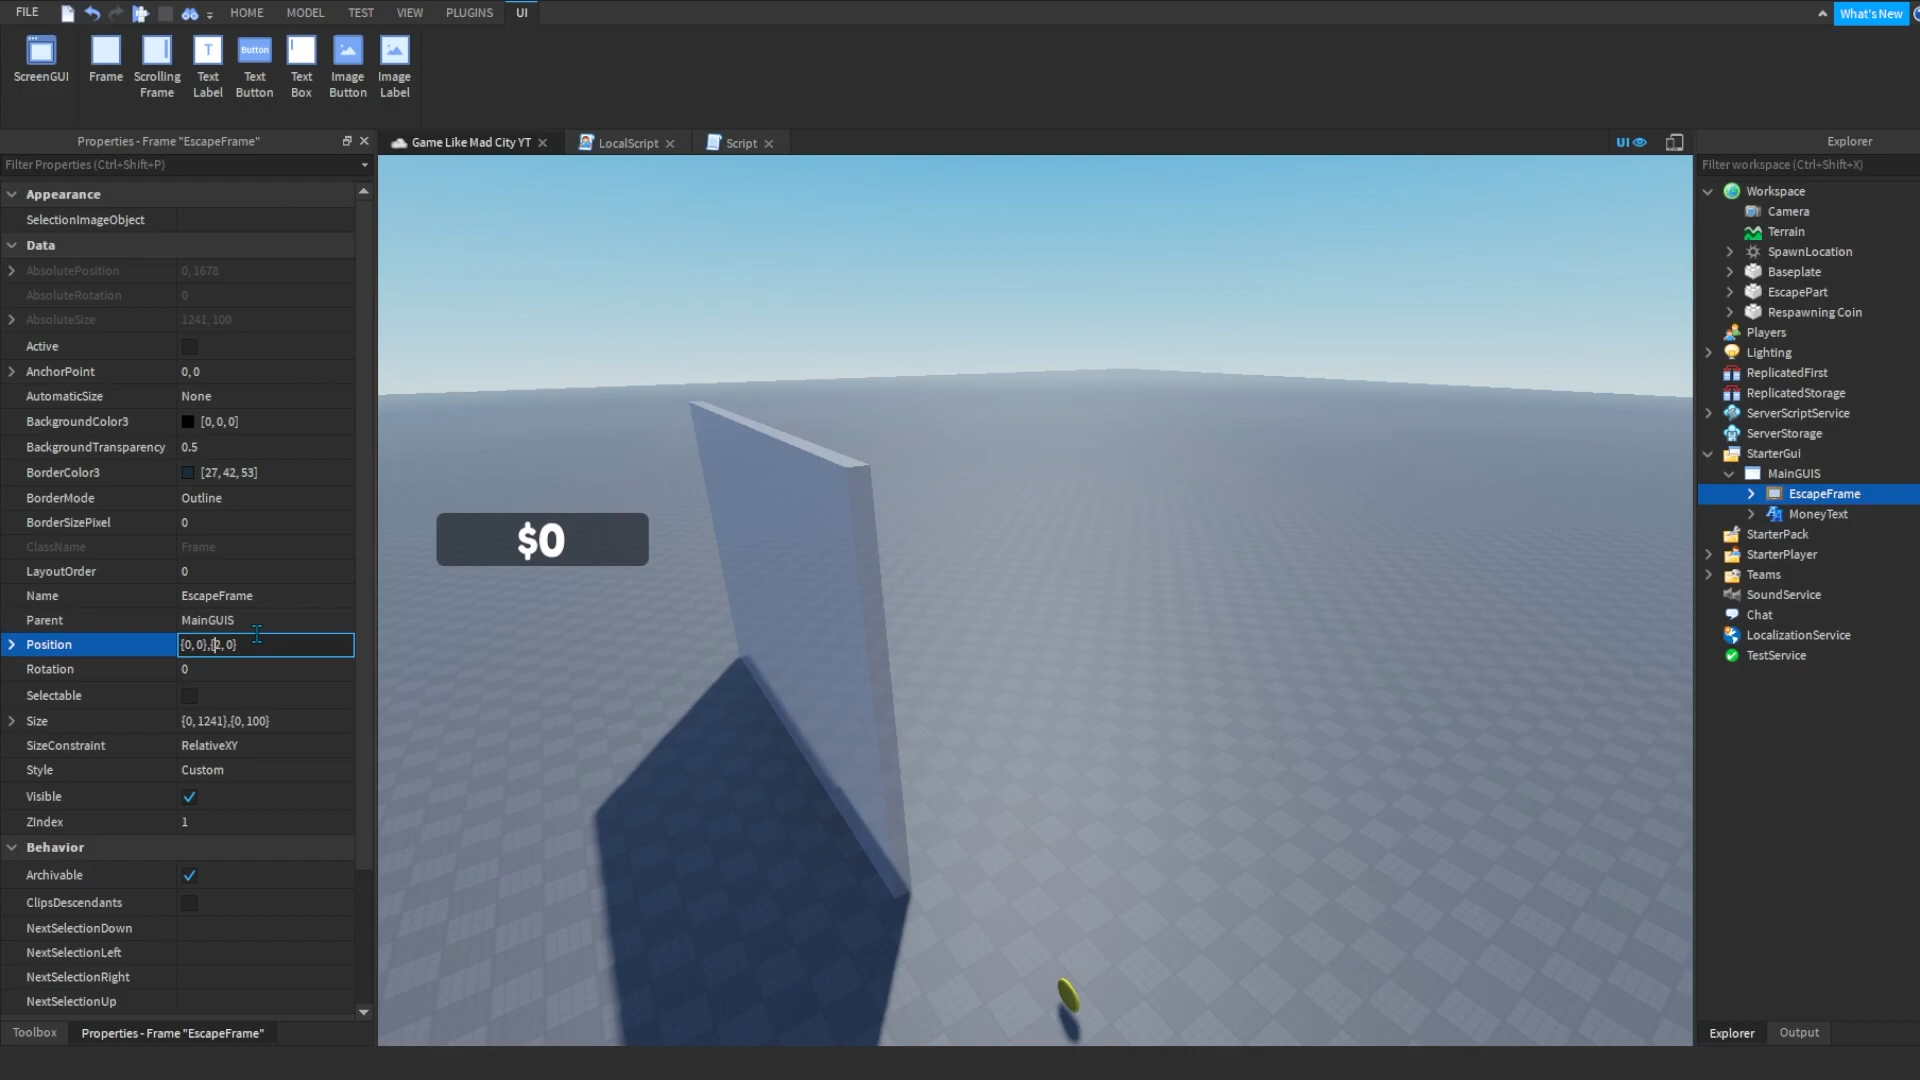 FILE HOME MODEL TEST VIEW PLUGINS UI What's New
ScreenGUI
Frame
Scrolling
Frame
Text
Label
Button
Text
Button
Text
Box
Image
Button
Image
Label
Properties - Frame "EscapeFrame"
Filter Properties (Ctrl+Shift+P)
Appearance
SelectionImageObject
Data
AbsolutePosition 0, 1678
AbsoluteRotation 0
AbsoluteSize 1241, 100
Active
AnchorPoint 0, 0
AutomaticSize None
BackgroundColor3 [0, 0, 0]
BackgroundTransparency 0.5
BorderColor3 [27, 42, 53]
BorderMode Outline
BorderSizePixel 0
ClassName Frame
LayoutOrder 0
Name EscapeFrame
Parent MainGUIS
Position {0, 0},{2, 0}
Rotation 0
Selectable
Size {0, 1241},{0, 100}
SizeConstraint RelativeXY
Style Custom
Visible
ZIndex 1
Behavior
Archivable
ClipsDescendants
NextSelectionDown
NextSelectionLeft
NextSelectionRight
NextSelectionUp
Toolbox Properties - Frame "EscapeFrame"
Game Like Mad City YT LocalScript Script UI
$0
Explorer
Filter workspace (Ctrl+Shift+X)
Workspace
Camera
Terrain
SpawnLocation
Baseplate
EscapePart
Respawning Coin
Players
Lighting
ReplicatedFirst
ReplicatedStorage
ServerScriptService
ServerStorage
StarterGui
MainGUIS
EscapeFrame
MoneyText
StarterPack
StarterPlayer
Teams
SoundService
Chat
LocalizationService
TestService
Explorer Output